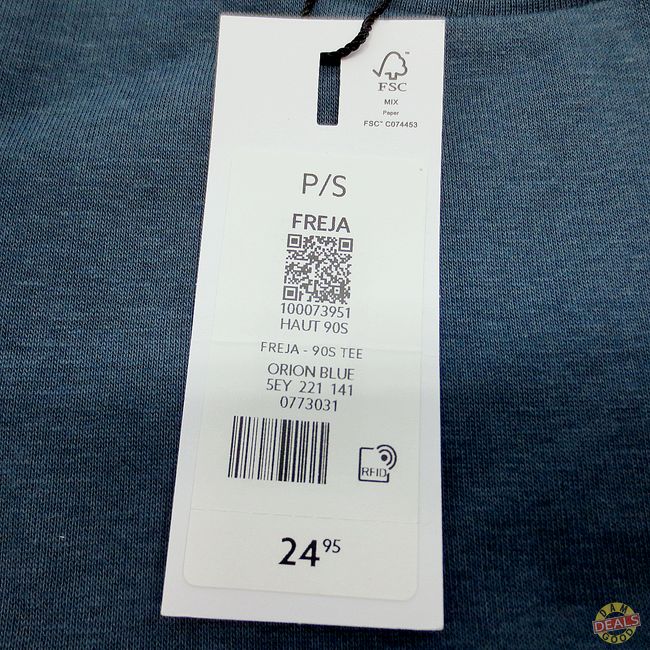 FSC
MIX
Paper
FSC™ C074453
P/S
FREJA
100073951
HAUT 90S
FREJA - 90S TEE
ORION BLUE
5EY 221 141
0773031
RFID
24 95
DAMN
DEALS
GOOD